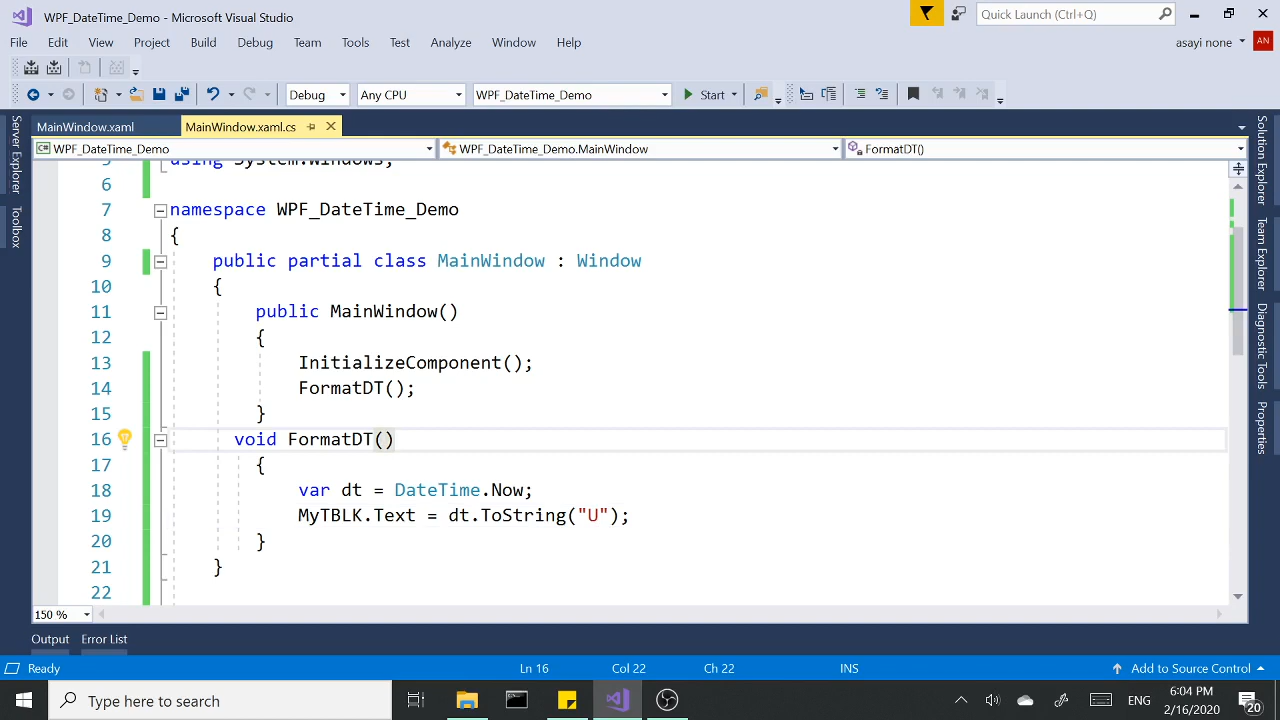 WPF_DateTime_Demo - Microsoft Visual Studio
Quick Launch (Ctrl+Q)
File Edit View Project Build Debug Team Tools Test Analyze Window Help
asayi none AN
Debug Any CPU WPF_DateTime_Demo Start
MainWindow.xaml MainWindow.xaml.cs
C# WPF_DateTime_Demo WPF_DateTime_Demo.MainWindow FormatDT()
Server Explorer
Toolbox
5 using System.Windows;
6
7 namespace WPF_DateTime_Demo
8 {
9 public partial class MainWindow : Window
10 {
11 public MainWindow()
12 {
13 InitializeComponent();
14 FormatDT();
15 }
16 void FormatDT()
17 {
18 var dt = DateTime.Now;
19 MyTBLK.Text = dt.ToString("U");
20 }
21 }
22
Solution Explorer
Team Explorer
Diagnostic Tools
Properties
150 %
Output Error List
Ready Ln 16 Col 22 Ch 22 INS Add to Source Control
Type here to search
ENG
6:04 PM
2/16/2020
20